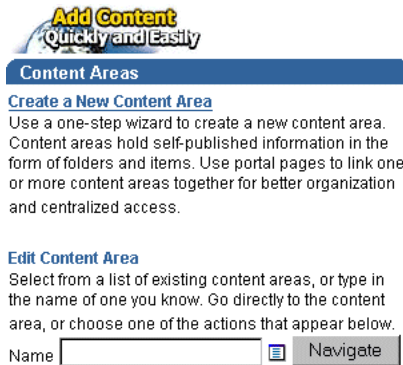 Add Content
Quickly and Easily
Content Areas
Create a New Content Area
Use a one-step wizard to create a new content area.
Content areas hold self-published information in the
form of folders and items. Use portal pages to link one
or more content areas together for better organization
and centralized access.
Edit Content Area
Select from a list of existing content areas, or type in
the name of one you know. Go directly to the content
area, or choose one of the actions that appear below.
Name Navigate